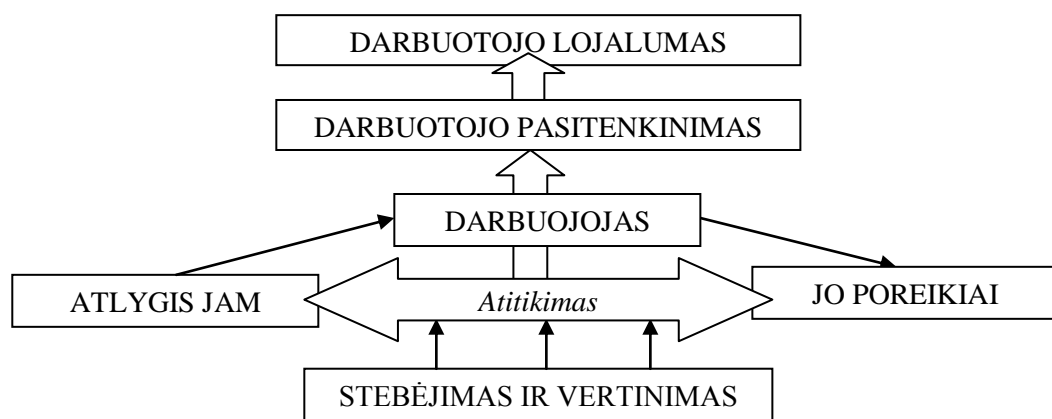 DARBUOTOJO LOJALUMAS
DARBUOTOJO PASITENKINIMAS
DARBUOJOJAS
ATLYGIS JAM
Atitikimas
JO POREIKIAI
STEBĖJIMAS IR VERTINIMAS